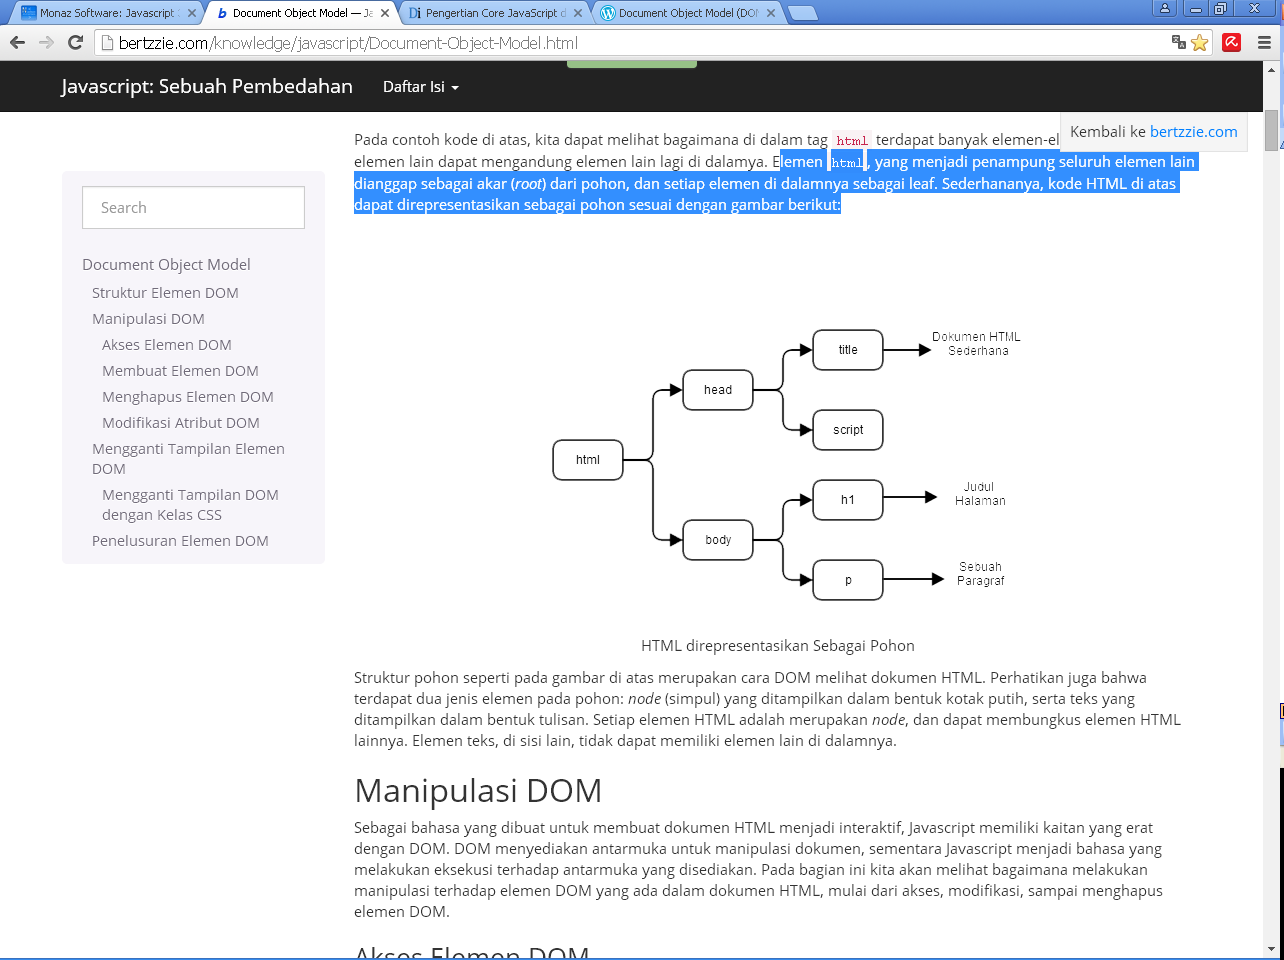 Monaz Software: Javascript
Document Object Model — Ja
Pengertian Core JavaScript d
Document Object Model (DO
bertzzie.com/knowledge/javascript/Document-Object-Model.html
Javascript: Sebuah Pembedahan
Daftar Isi
Kembali ke bertzzie.com
Search
Document Object Model
Struktur Elemen DOM
Manipulasi DOM
Akses Elemen DOM
Membuat Elemen DOM
Menghapus Elemen DOM
Modifikasi Atribut DOM
Mengganti Tampilan Elemen
DOM
Mengganti Tampilan DOM
dengan Kelas CSS
Penelusuran Elemen DOM
Pada contoh kode di atas, kita dapat melihat bagaimana di dalam tag html terdapat banyak elemen-el
elemen lain dapat mengandung elemen lain lagi di dalamya. Elemen html, yang menjadi penampung seluruh elemen lain
dianggap sebagai akar (root) dari pohon, dan setiap elemen di dalamnya sebagai leaf. Sederhananya, kode HTML di atas
dapat direpresentasikan sebagai pohon sesuai dengan gambar berikut:
html
head
body
title
script
h1
p
Dokumen HTML
Sederhana
Judul
Halaman
Sebuah
Paragraf
HTML direpresentasikan Sebagai Pohon
Struktur pohon seperti pada gambar di atas merupakan cara DOM melihat dokumen HTML. Perhatikan juga bahwa
terdapat dua jenis elemen pada pohon: node (simpul) yang ditampilkan dalam bentuk kotak putih, serta teks yang
ditampilkan dalam bentuk tulisan. Setiap elemen HTML adalah merupakan node, dan dapat membungkus elemen HTML
lainnya. Elemen teks, di sisi lain, tidak dapat memiliki elemen lain di dalamnya.
Manipulasi DOM
Sebagai bahasa yang dibuat untuk membuat dokumen HTML menjadi interaktif, Javascript memiliki kaitan yang erat
dengan DOM. DOM menyediakan antarmuka untuk manipulasi dokumen, sementara Javascript menjadi bahasa yang
melakukan eksekusi terhadap antarmuka yang disediakan. Pada bagian ini kita akan melihat bagaimana melakukan
manipulasi terhadap elemen DOM yang ada dalam dokumen HTML, mulai dari akses, modifikasi, sampai menghapus
elemen DOM.
Akses Elemen DOM